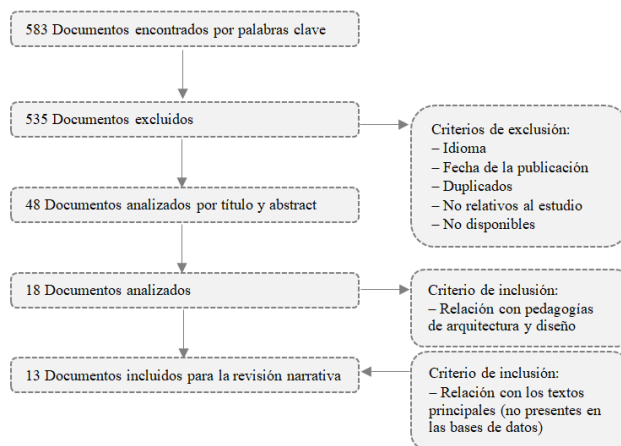 583 Documentos encontrados por palabras clave
535 Documentos excluidos
Criterios de exclusión:
– Idioma
– Fecha de la publicación
– Duplicados
– No relativos al estudio
– No disponibles
48 Documentos analizados por título y abstract
18 Documentos analizados
Criterio de inclusión:
– Relación con pedagogías
de arquitectura y diseño
13 Documentos incluidos para la revisión narrativa
Criterio de inclusión:
– Relación con los textos
principales (no presentes en
las bases de datos)